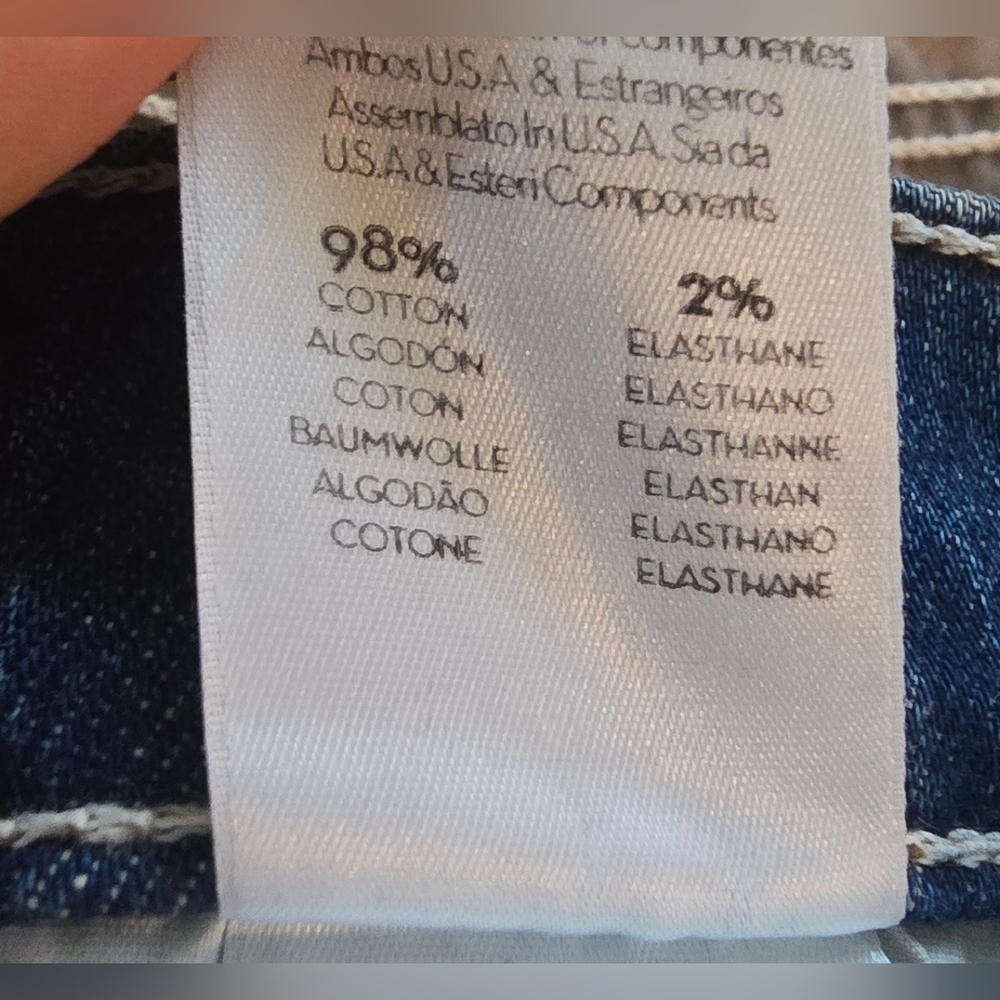 componentes
Ambos U.S.A & Estrangeiros
Assemblato In U.S.A. Sia da
U.S.A & Esteri Components
98%
COTTON
ALGODÓN
COTON
BAUMWOLLE
ALGODÃO
COTONE
2%
ELASTHANE
ELASTHANO
ELASTHANNE
ELASTHAN
ELASTHANO
ELASTHANE